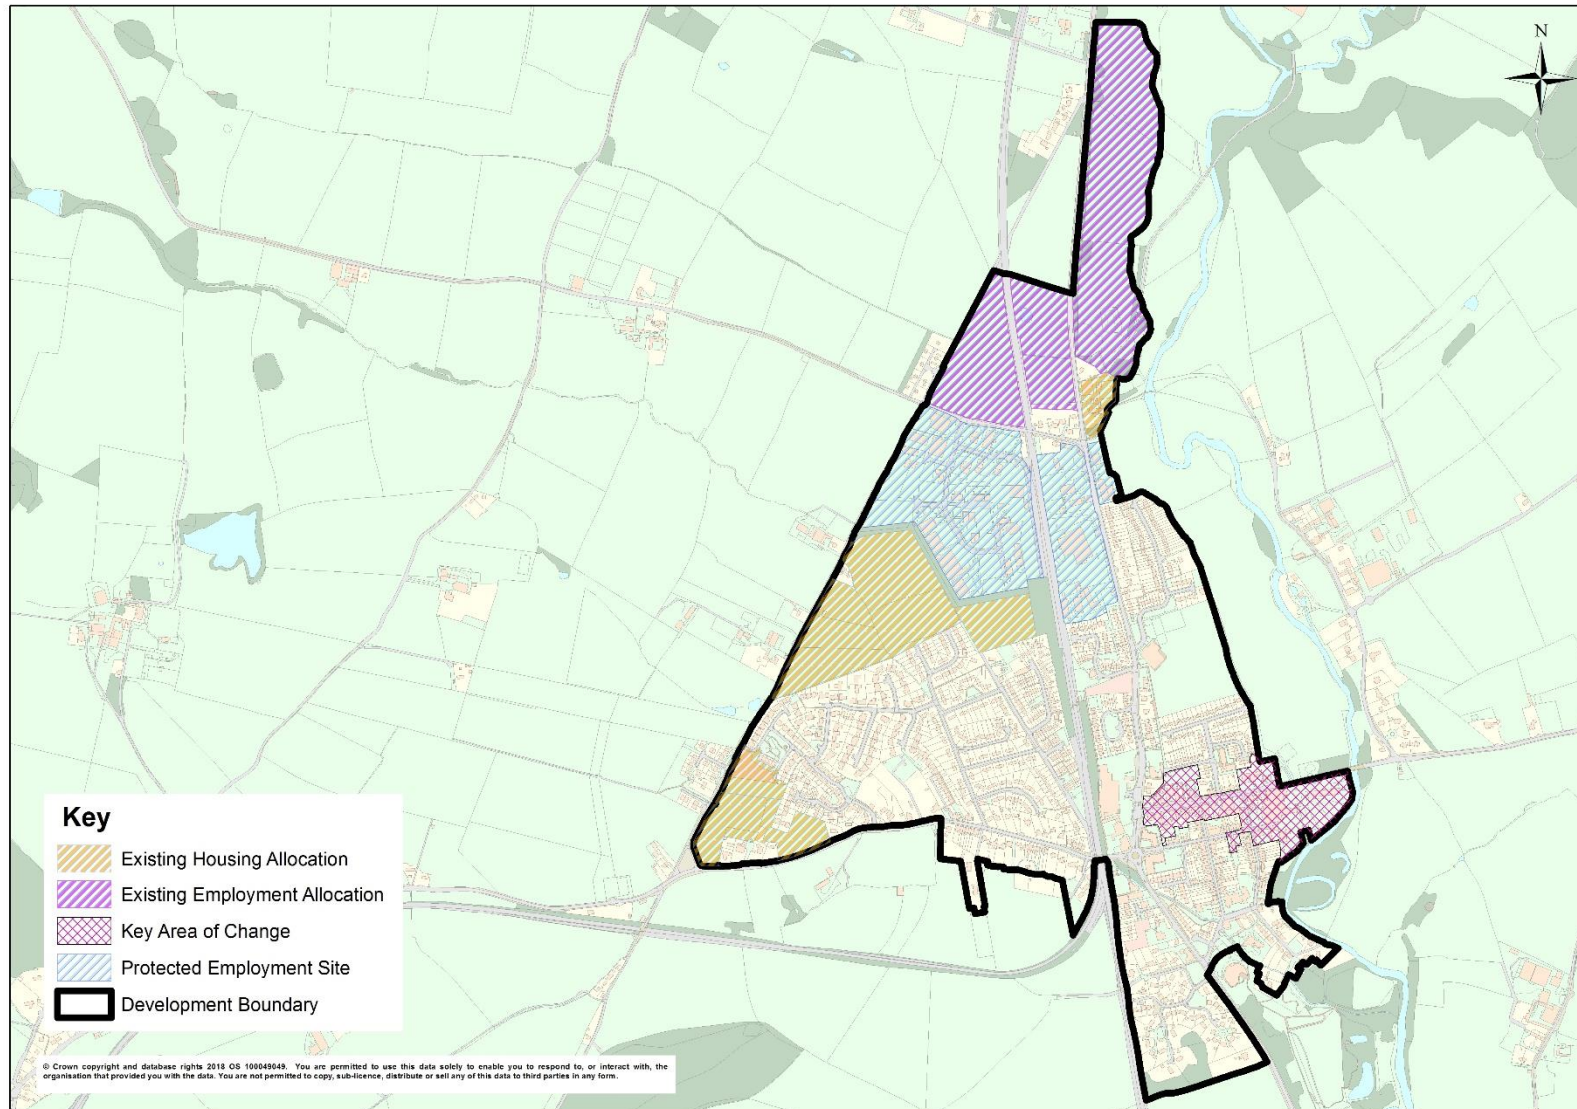 N
Key
Existing Housing Allocation
Existing Employment Allocation
Key Area of Change
Protected Employment Site
Development Boundary
© Crown copyright and database rights 2018 OS 100049049. You are permitted to use this data solely to enable you to respond to, or interact with, the
organisation that provided you with the data. You are not permitted to copy, sub-licence, distribute or sell any of this data to third parties in any form.